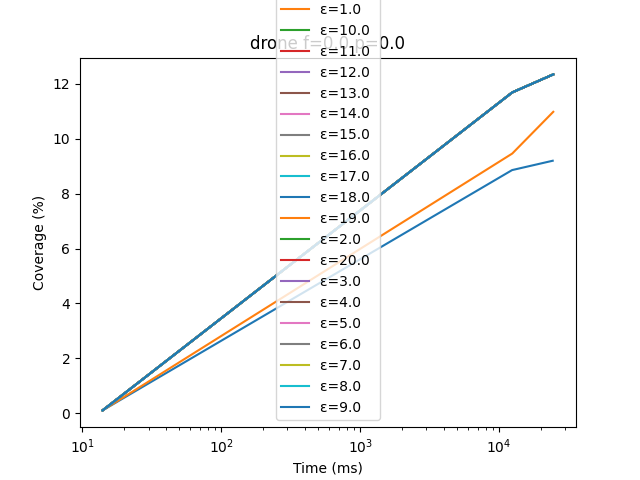 drone f=0.0 p=0.0
ε=1.0
ε=10.0
ε=11.0
ε=12.0
ε=13.0
ε=14.0
ε=15.0
ε=16.0
ε=17.0
ε=18.0
ε=19.0
ε=2.0
ε=20.0
ε=3.0
ε=4.0
ε=5.0
ε=6.0
ε=7.0
ε=8.0
ε=9.0
Coverage (%)
12
10
8
6
4
2
0
10¹
10²
10³
10⁴
Time (ms)